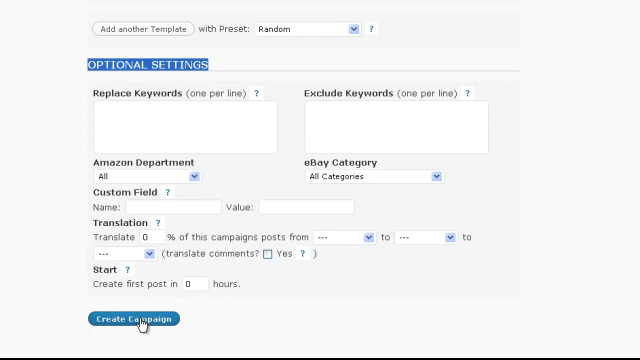 Add another Template with Preset: Random ?
OPTIONAL SETTINGS
Replace Keywords (one per line) ? Exclude Keywords (one per line) ?
Amazon Department eBay Category
All All Categories
Custom Field ?
Name: Value:
Translation ?
Translate 0 % of this campaigns posts from --- to --- to
--- (translate comments? Yes ? )
Start ?
Create first post in 0 hours.
Create Campaign